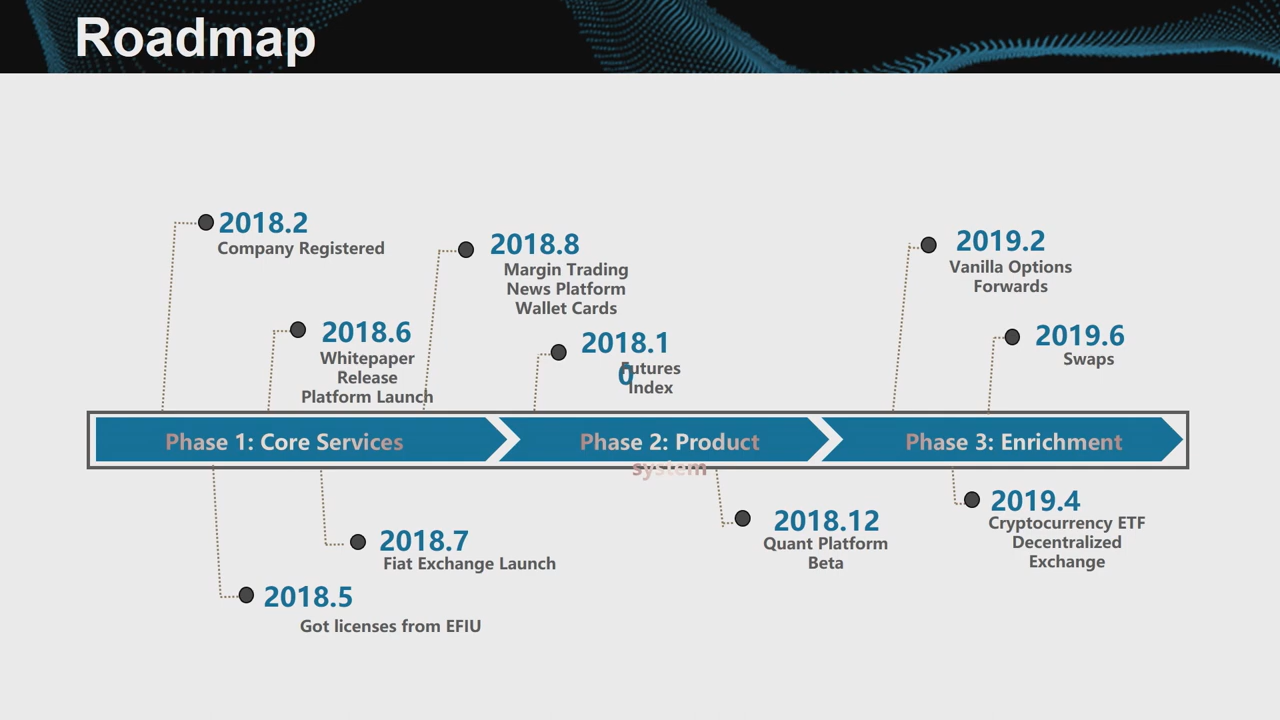 Roadmap
2018.2
Company Registered
2018.8
Margin Trading
News Platform
Wallet Cards
2019.2
Vanilla Options
Forwards
2018.6
Whitepaper
Release
Platform Launch
2018.1
0
Futures
Index
2019.6
Swaps
Phase 1: Core Services
Phase 2: Product
system
Phase 3: Enrichment
2018.7
Fiat Exchange Launch
2018.5
Got licenses from EFIU
2018.12
Quant Platform
Beta
2019.4
Cryptocurrency ETF
Decentralized
Exchange